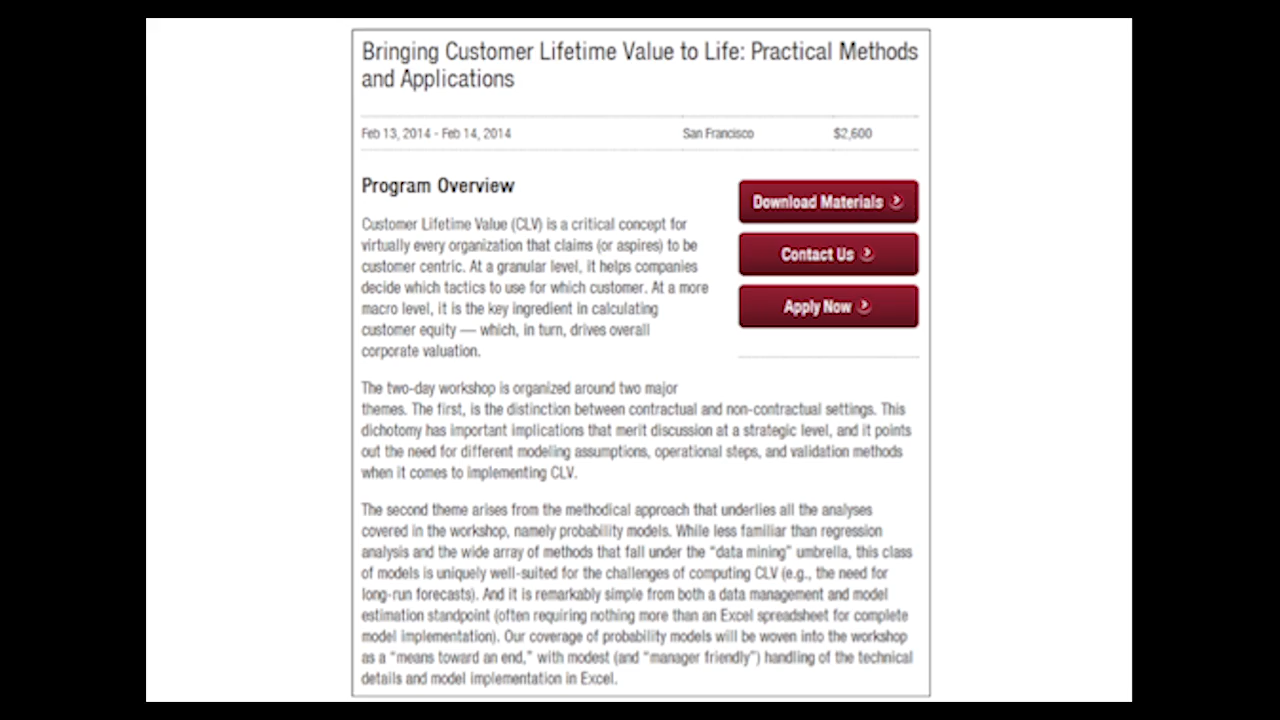 Bringing Customer Lifetime Value to Life: Practical Methods
and Applications
Feb 13, 2014 - Feb 14, 2014 San Francisco $2,600
Program Overview
Download Materials
Contact Us
Apply Now
Customer Lifetime Value (CLV) is a critical concept for
virtually every organization that claims (or aspires) to be
customer centric. At a granular level, it helps companies
decide which tactics to use for which customer. At a more
macro level, it is the key ingredient in calculating
customer equity — which, in turn, drives overall
corporate valuation.
The two-day workshop is organized around two major
themes. The first, is the distinction between contractual and non-contractual settings. This
dichotomy has important implications that merit discussion at a strategic level, and it points
out the need for different modeling assumptions, operational steps, and validation methods
when it comes to implementing CLV.
The second theme arises from the methodical approach that underlies all the analyses
covered in the workshop, namely probability models. While less familiar than regression
analysis and the wide array of methods that fall under the "data mining" umbrella, this class
of models is uniquely well-suited for the challenges of computing CLV (e.g., the need for
long-run forecasts). And it is remarkably simple from both a data management and model
estimation standpoint (often requiring nothing more than an Excel spreadsheet for complete
model implementation). Our coverage of probability models will be woven into the workshop
as a "means toward an end," with modest (and "manager friendly") handling of the technical
details and model implementation in Excel.